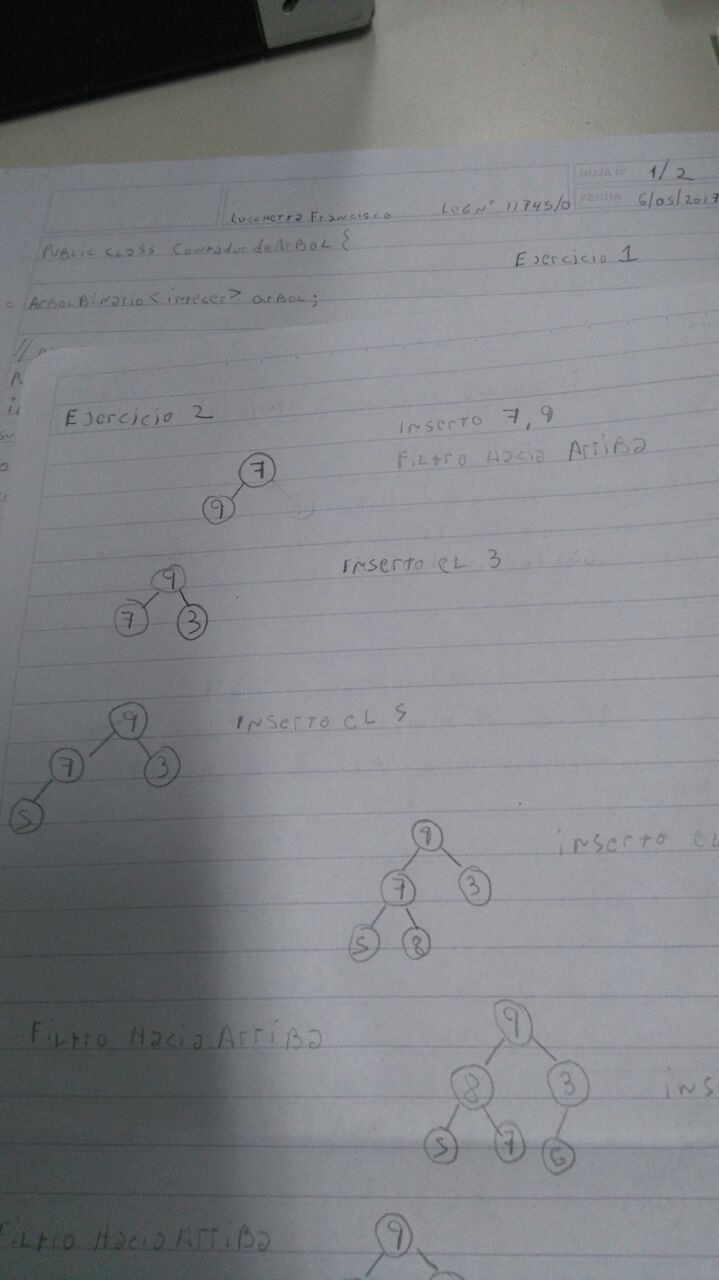 HOJA N° 1/2
Lucchetta Francisco LEG N° 11745/0 FECHA 6/05/2017
PUBLIC CLASS ContadordeArBOL {
Ejercicio 1
ArBOLBiNario <integer> arBOL;
//
Ejercicio 2
INserto 7, 9
Filtro Hacia ArriBa
7
9
iNserto eL 3
9
7 3
INserto eL 5
9
7 3
5
iNserto eL
9
7 3
5 8
Filtro Hacia ArriBa
9
8 3
iNs
5 7 6
Filtro Hacia ArriBa
9